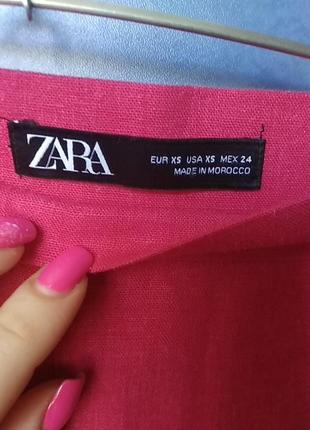 ZARA
EUR XS USA XS MEX 24
MADE IN MOROCCO